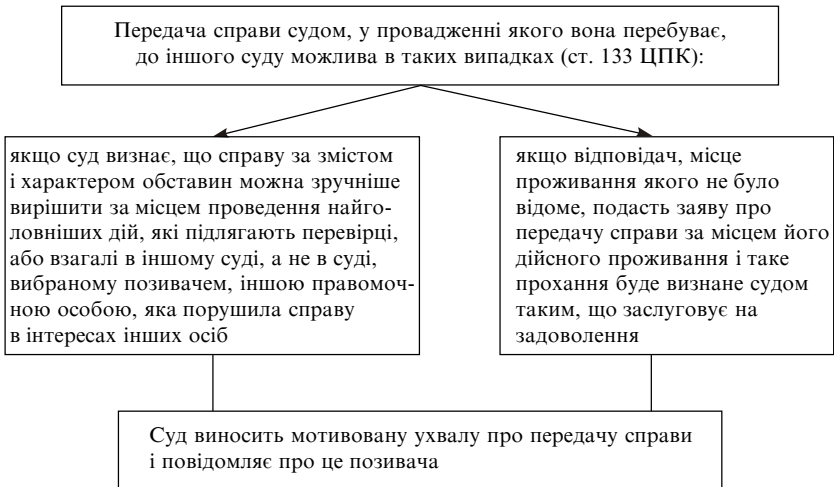 Передача справи судом, у провадженні якого вона перебуває,
до іншого суду можлива в таких випадках (ст. 133 ЦПК):
якщо суд визнає, що справу за змістом
і характером обставин можна зручніше
вирішити за місцем проведення найго-
ловніших дій, які підлягають перевірці,
або взагалі в іншому суді, а не в суді,
вибраному позивачем, іншою правомоч-
ною особою, яка порушила справу
в інтересах інших осіб
якщо відповідач, місце
проживання якого не було
відоме, подасть заяву про
передачу справи за місцем його
дійсного проживання і таке
прохання буде визнане судом
таким, що заслуговує на
задоволення
Суд виносить мотивовану ухвалу про передачу справи
і повідомляє про це позивача